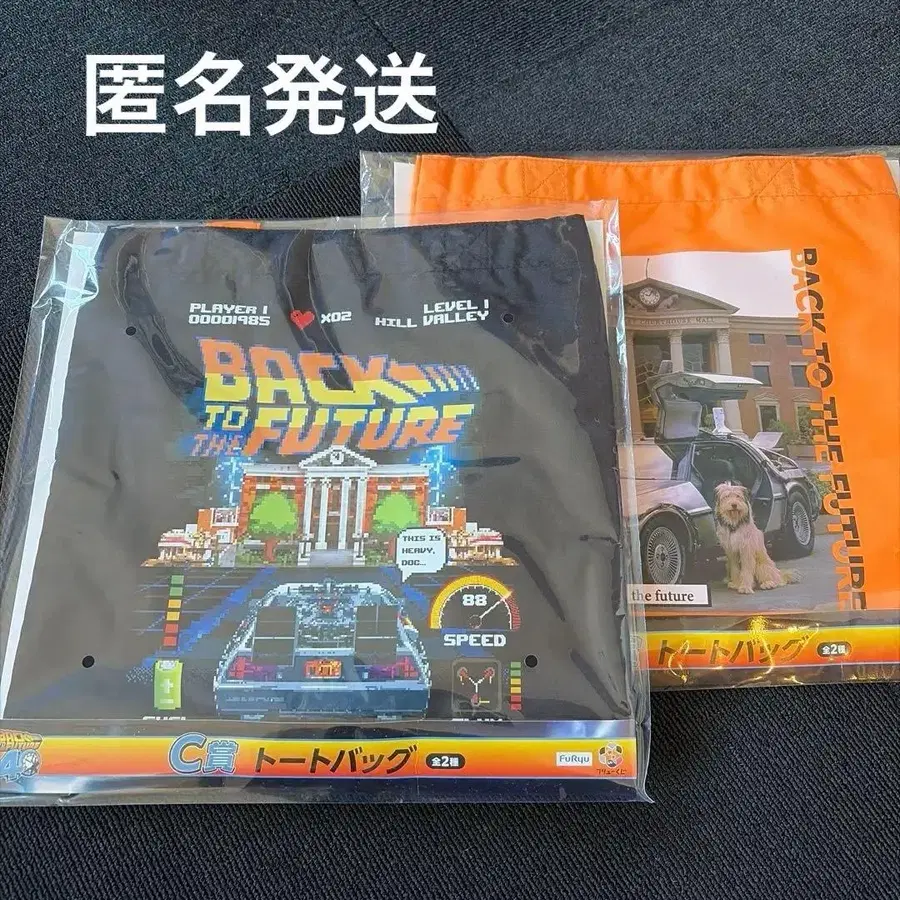 匿名発送
PLAYER 1
00001985
X02
LEVEL 1
HILL VALLEY
BACK
TO
THE FUTURE
THIS IS
HEAVY,
DOC...
88
SPEED
C賞 トートバッグ 全2種
FuRyu
BACK TO THE FUTURE
the future
トートバッグ 全2種